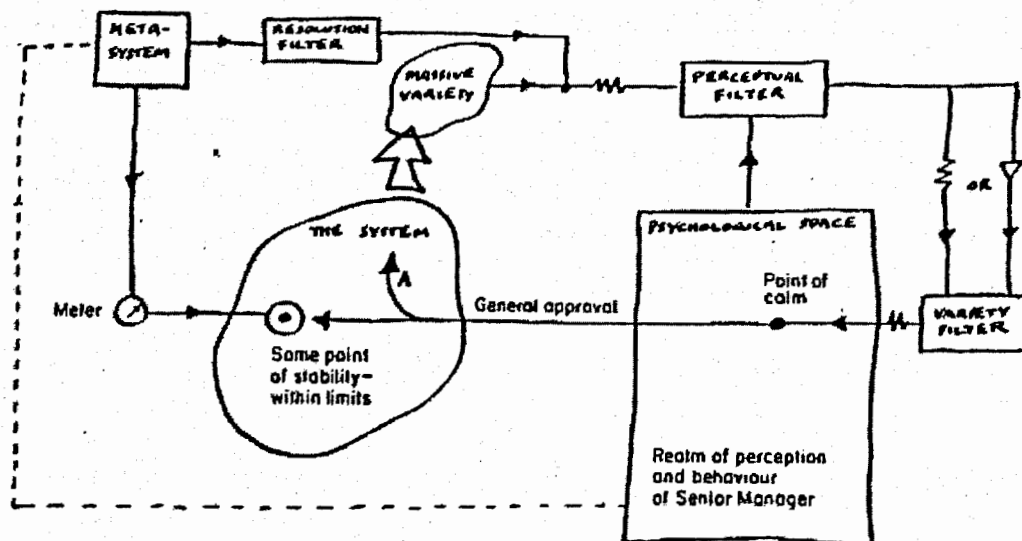 META-
SYSTEM
RESOLUTION
FILTER
MASSIVE
VARIETY
PERCEPTUAL
FILTER
OR
THE SYSTEM
A
PSYCHOLOGICAL SPACE
Point of
calm
Meter
General approval
VARIETY
FILTER
Some point
of stability–
within limits
Realm of perception
and behaviour
of Senior Manager